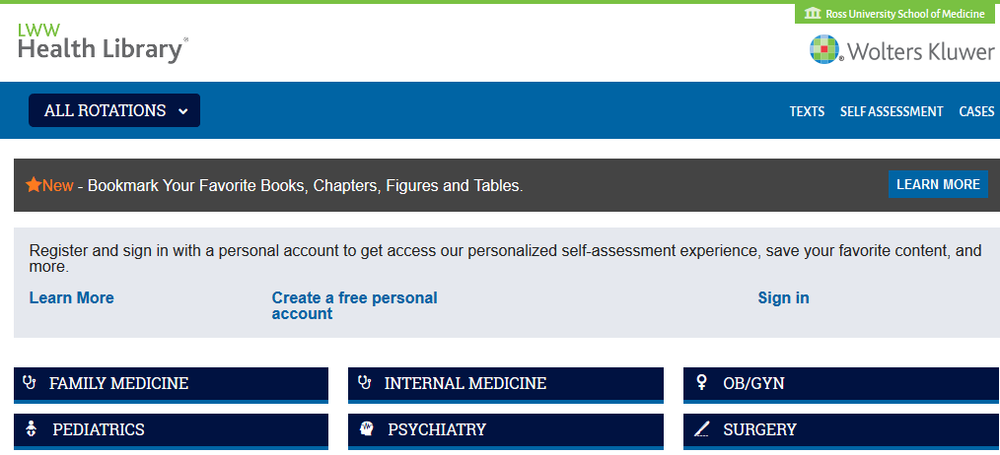 Ross University School of Medicine
LWW
Health Library®
Wolters Kluwer
ALL ROTATIONS
TEXTS SELF ASSESSMENT CASES
New - Bookmark Your Favorite Books, Chapters, Figures and Tables.
LEARN MORE
Register and sign in with a personal account to get access our personalized self-assessment experience, save your favorite content, and
more.
Learn More
Create a free personal
account
Sign in
FAMILY MEDICINE
INTERNAL MEDICINE
OB/GYN
PEDIATRICS
PSYCHIATRY
SURGERY